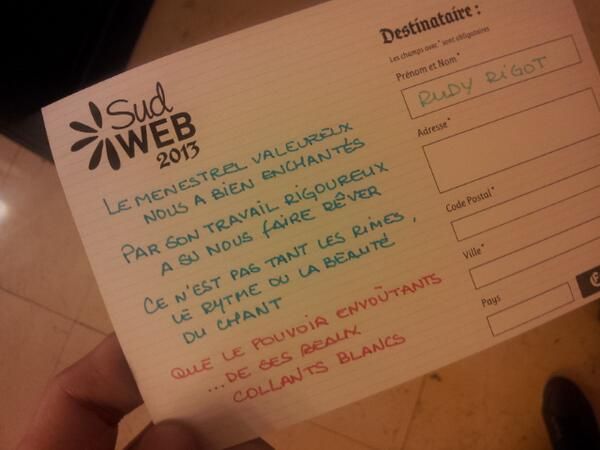 Sud
WEB
2013
LE MENESTREL VALEUREUX
NOUS A BIEN ENCHANTÉS
PAR SON TRAVAIL RIGOUREUX
A SU NOUS FAIRE RÊVER
CE N'EST PAS TANT LES RIMES,
LE RYTME OU LA BEAUTÉ
DU CHANT
QUE LE POUVOIR ENVOÛTANTS
...DE SES BEAUX
COLLANTS BLANCS
Destinataire :
Les champs avec* sont obligatoires
Prénom et Nom*
RUDY RIGOT
Adresse*
Code Postal*
Ville*
Pays